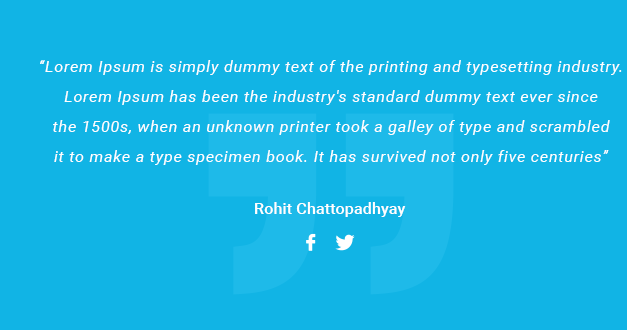 “Lorem Ipsum is simply dummy text of the printing and typesetting industry.
Lorem Ipsum has been the industry's standard dummy text ever since
the 1500s, when an unknown printer took a galley of type and scrambled
it to make a type specimen book. It has survived not only five centuries”
Rohit Chattopadhyay